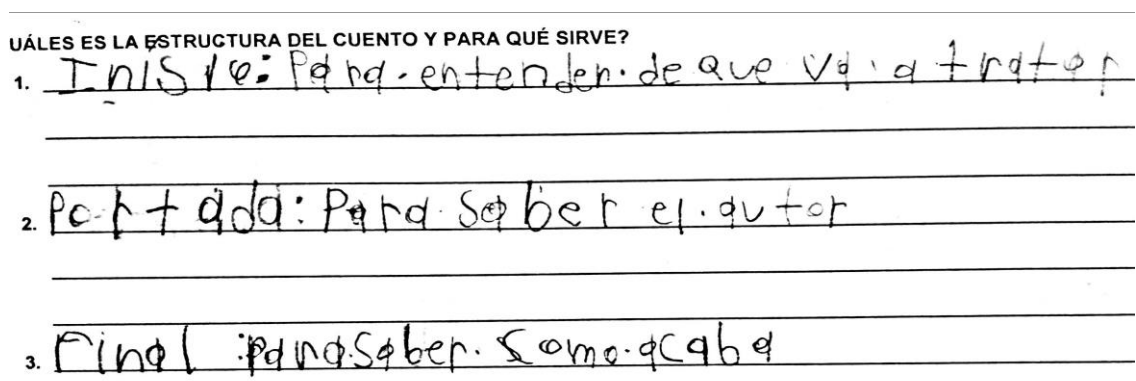 UÁLES ES LA ESTRUCTURA DEL CUENTO Y PARA QUÉ SIRVE?
1. Inisio: Para.entender.de que va.a tratar
2. Portada: Para.saber el.autor
3. Final :Para.saber.como.acaba